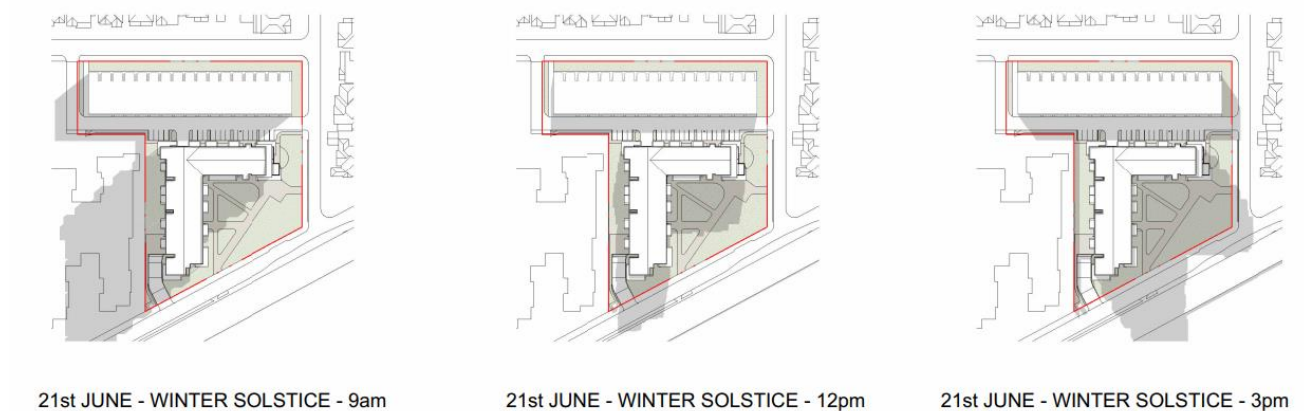 21st JUNE - WINTER SOLSTICE - 9am
21st JUNE - WINTER SOLSTICE - 12pm
21st JUNE - WINTER SOLSTICE - 3pm